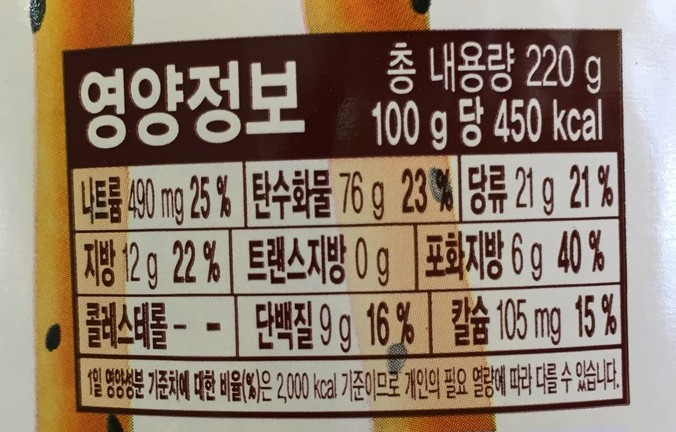 영양정보
총 내용량 220 g
100 g 당 450 kcal
나트륨 490 mg 25 % 탄수화물 76 g 23 % 당류 21 g 21 %
지방 12 g 22 % 트랜스지방 0 g 포화지방 6 g 40 %
콜레스테롤 - - 단백질 9 g 16 % 칼슘 105 mg 15 %
1일 영양성분 기준치에 대한 비율(%)은 2,000 kcal 기준이므로 개인의 필요 열량에 따라 다를 수 있습니다.